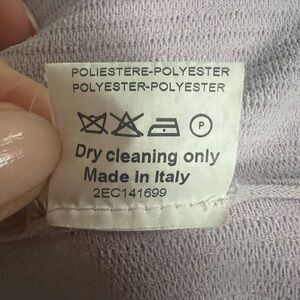 POLIESTERE-POLYESTER
POLYESTER-POLYESTER
P
Dry cleaning only
Made in Italy
2EC141699